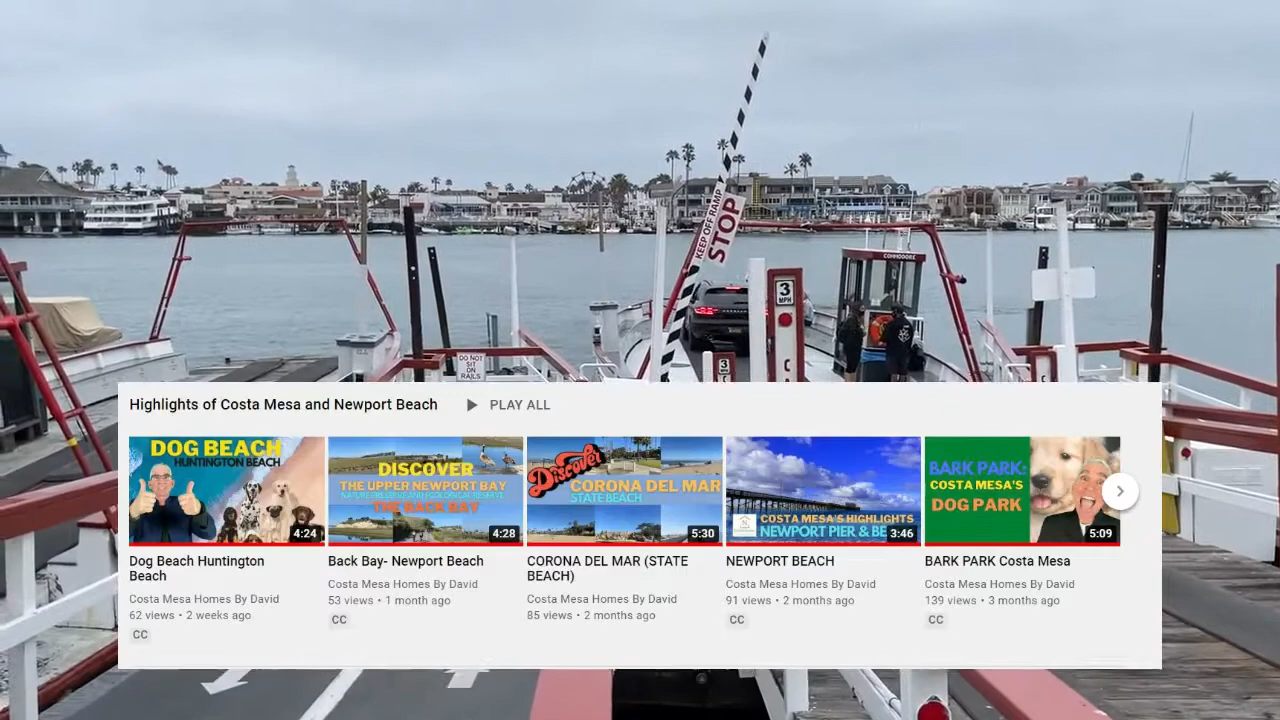 KEEP OFF RAMP
STOP
COMMODORE
3
MPH
DO NOT
SIT ON
RAILS
3
Highlights of Costa Mesa and Newport Beach
PLAY ALL
DOG BEACH
HUNTINGTON BEACH
4:24
DISCOVER
THE UPPER NEWPORT BAY
NATURE PRESERVE AND ECOLOGICAL RESERVE
THE BACK BAY
4:28
Discover
CORONA DEL MAR
STATE BEACH
5:30
COSTA MESA'S HIGHLIGHTS
NEWPORT PIER & BE
3:46
BARK PARK:
COSTA MESA'S
DOG PARK
5:09
Dog Beach Huntington
Beach
Costa Mesa Homes By David
62 views • 2 weeks ago
CC
Back Bay- Newport Beach
Costa Mesa Homes By David
53 views • 1 month ago
CC
CORONA DEL MAR (STATE
BEACH)
Costa Mesa Homes By David
85 views • 2 months ago
NEWPORT BEACH
Costa Mesa Homes By David
91 views • 2 months ago
CC
BARK PARK Costa Mesa
Costa Mesa Homes By David
139 views • 3 months ago
CC